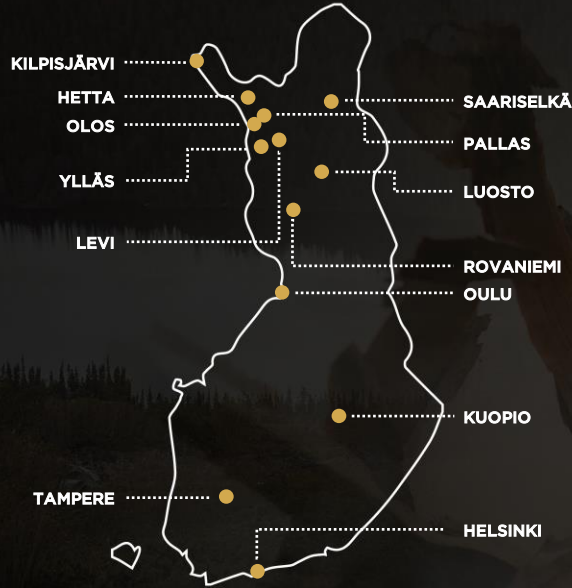 KILPISJÄRVI
HETTA
OLOS
YLLÄS
LEVI
TAMPERE
SAARISELKÄ
PALLAS
LUOSTO
ROVANIEMI
OULU
KUOPIO
HELSINKI